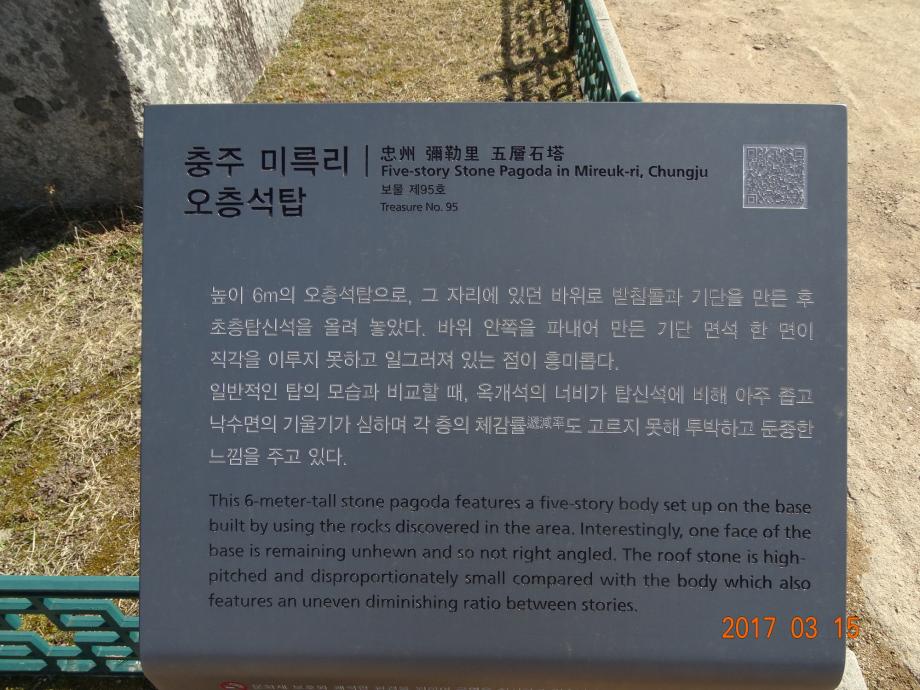 충주 미륵리
오층석탑
忠州 彌勒里 五層石塔
Five-story Stone Pagoda in Mireuk-ri, Chungju
보물 제95호
Treasure No. 95
높이 6m의 오층석탑으로, 그 자리에 있던 바위로 받침돌과 기단을 만든 후
초층탑신석을 올려 놓았다. 바위 안쪽을 파내어 만든 기단 면석 한 면이
직각을 이루지 못하고 일그러져 있는 점이 흥미롭다.
일반적인 탑의 모습과 비교할 때, 옥개석의 너비가 탑신석에 비해 아주 좁고
낙수면의 기울기가 심하며 각 층의 체감률遞減率도 고르지 못해 투박하고 둔중한
느낌을 주고 있다.
This 6-meter-tall stone pagoda features a five-story body set up on the base
built by using the rocks discovered in the area. Interestingly, one face of the
base is remaining unhewn and so not right angled. The roof stone is high-
pitched and disproportionately small compared with the body which also
features an uneven diminishing ratio between stories.
2017 03 15